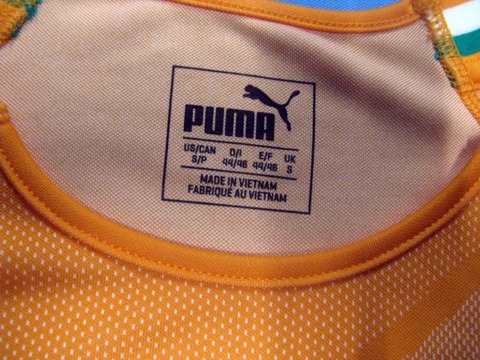 PUMA
US/CAN D/I E/F UK
S/P 44/46 44/46 S
MADE IN VIETNAM
FABRIQUÉ AU VIETNAM